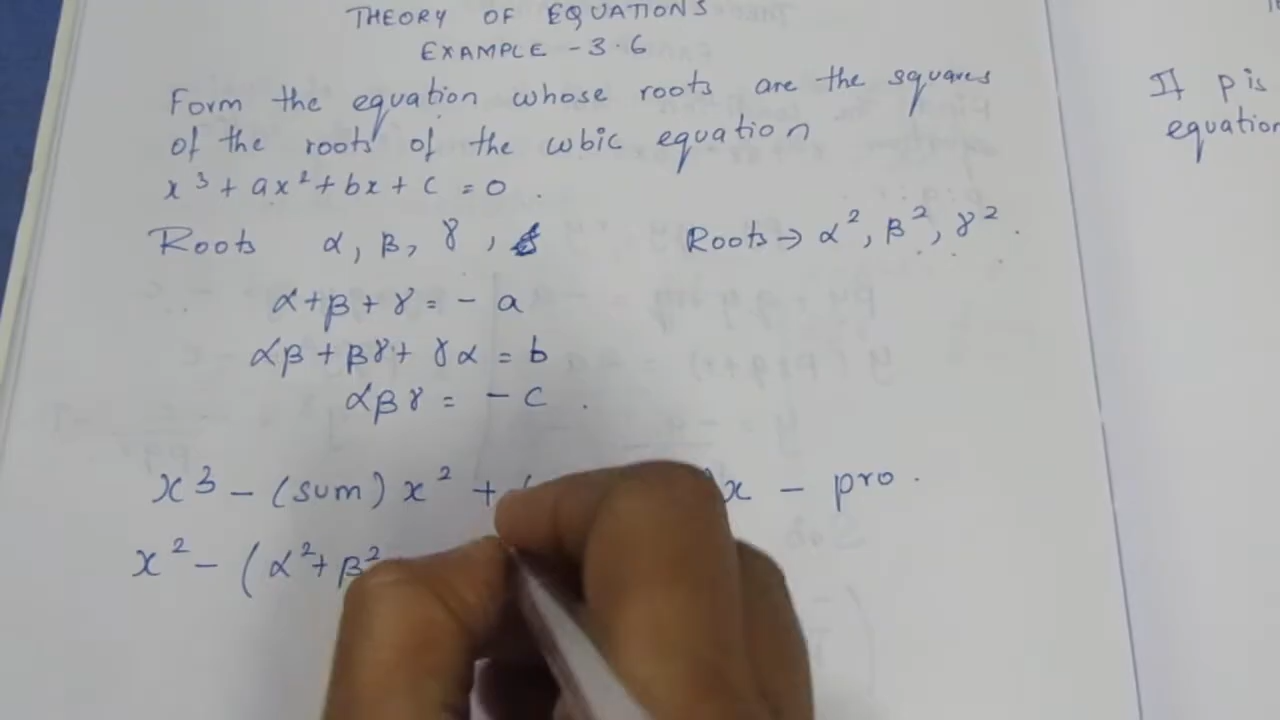 THEORY OF EQUATIONS
EXAMPLE - 3.6
Form the equation whose roots are the squares
of the roots of the cubic equation
x³ + ax² + bx + c = 0 .
Roots α, β, γ,
Roots → α², β², γ² .
α + β + γ = - a
αβ + βγ + γα = b
αβγ = - c .
x³ - (sum) x² + ( )x - pro .
x² - (α² + β²
If p is
equation